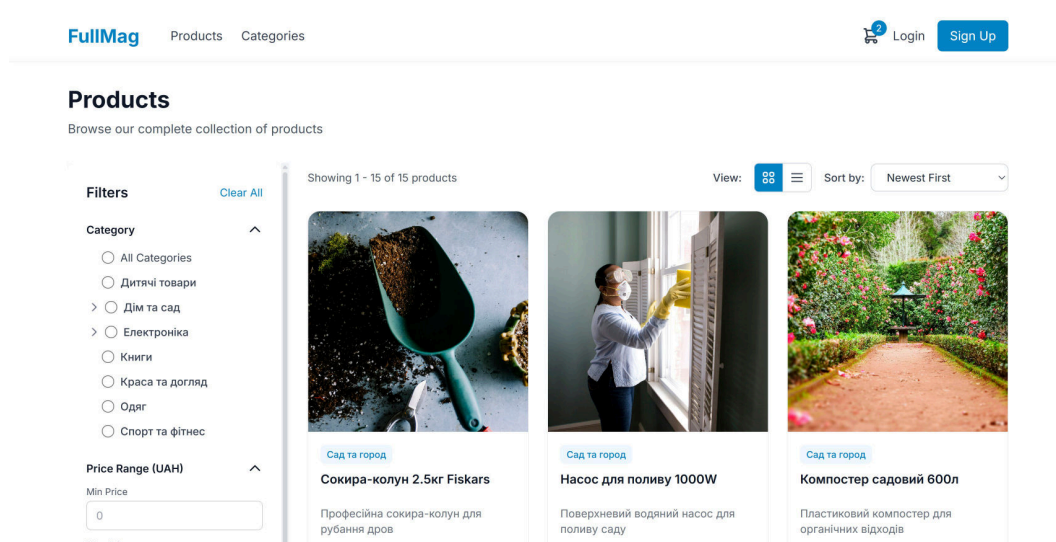 FullMag
Products
Categories
2
Login
Sign Up
Products
Browse our complete collection of products
Filters
Clear All
Category
All Categories
Дитячі товари
Дім та сад
Електроніка
Книги
Краса та догляд
Одяг
Спорт та фітнес
Price Range (UAH)
Min Price
0
Showing 1 - 15 of 15 products
View:
Sort by:
Newest First
Сад та город
Сокира-колун 2.5кг Fiskars
Професійна сокира-колун для
рубання дров
Сад та город
Насос для поливу 1000W
Поверхневий водяний насос для
поливу саду
Сад та город
Компостер садовий 600л
Пластиковий компостер для
органічних відходів